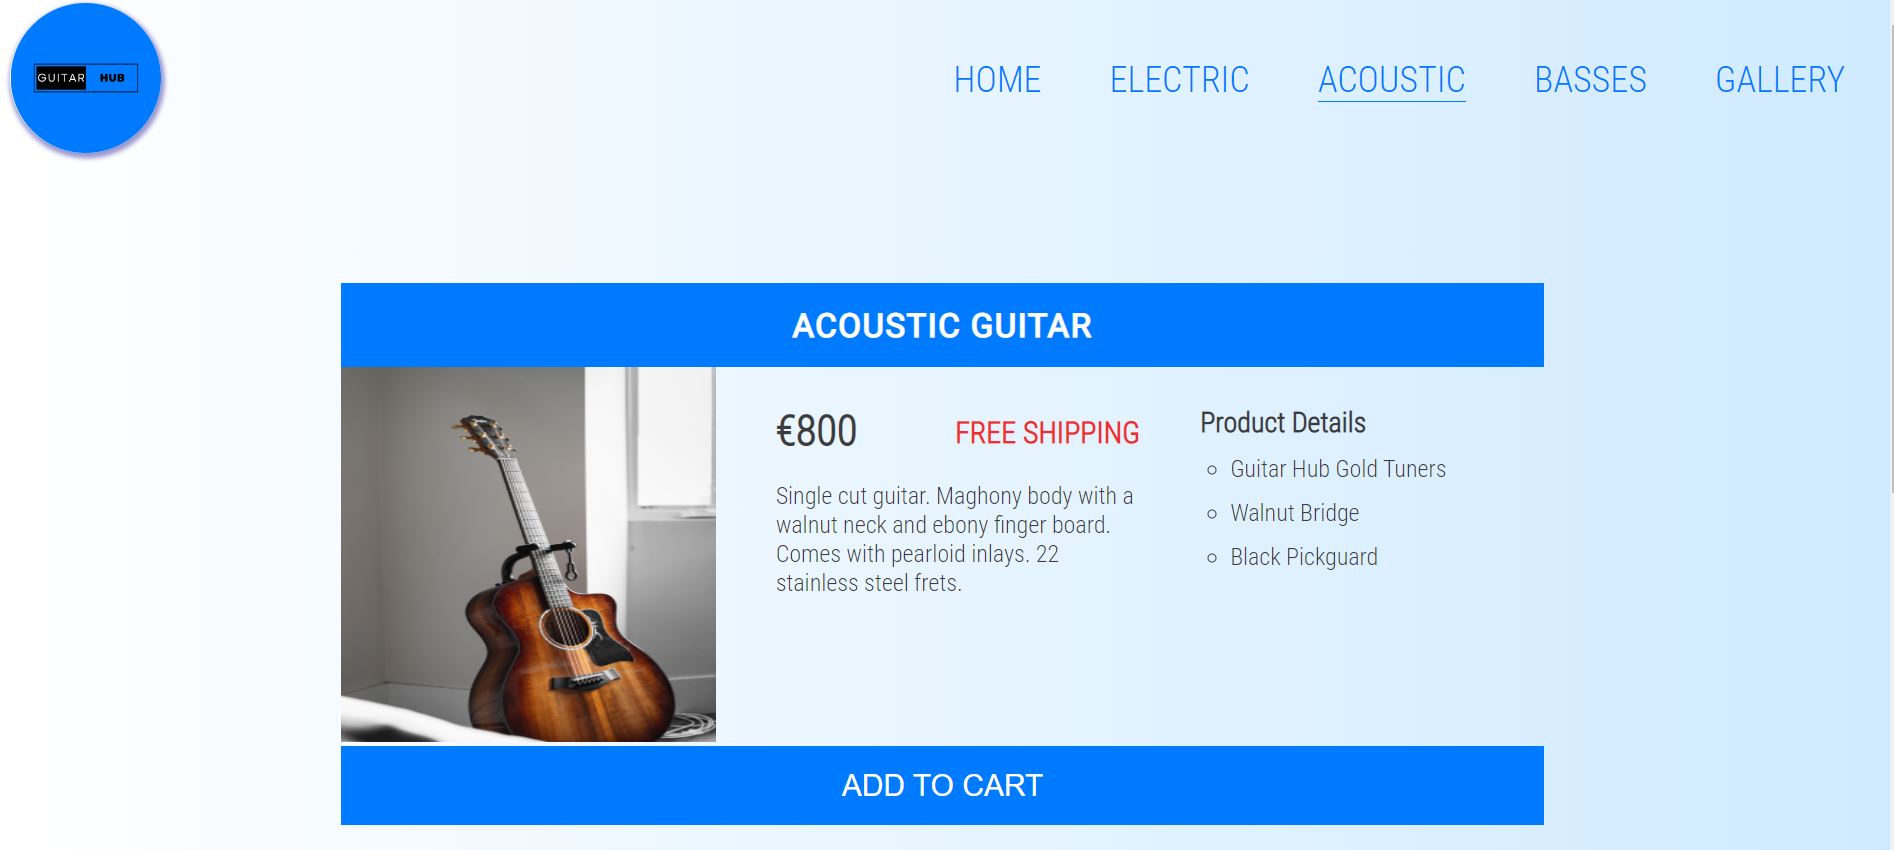 GUITAR HUB
HOME ELECTRIC ACOUSTIC BASSES GALLERY
ACOUSTIC GUITAR
€800 FREE SHIPPING
Single cut guitar. Maghony body with a
walnut neck and ebony finger board.
Comes with pearloid inlays. 22
stainless steel frets.
Product Details
Guitar Hub Gold Tuners
Walnut Bridge
Black Pickguard
ADD TO CART